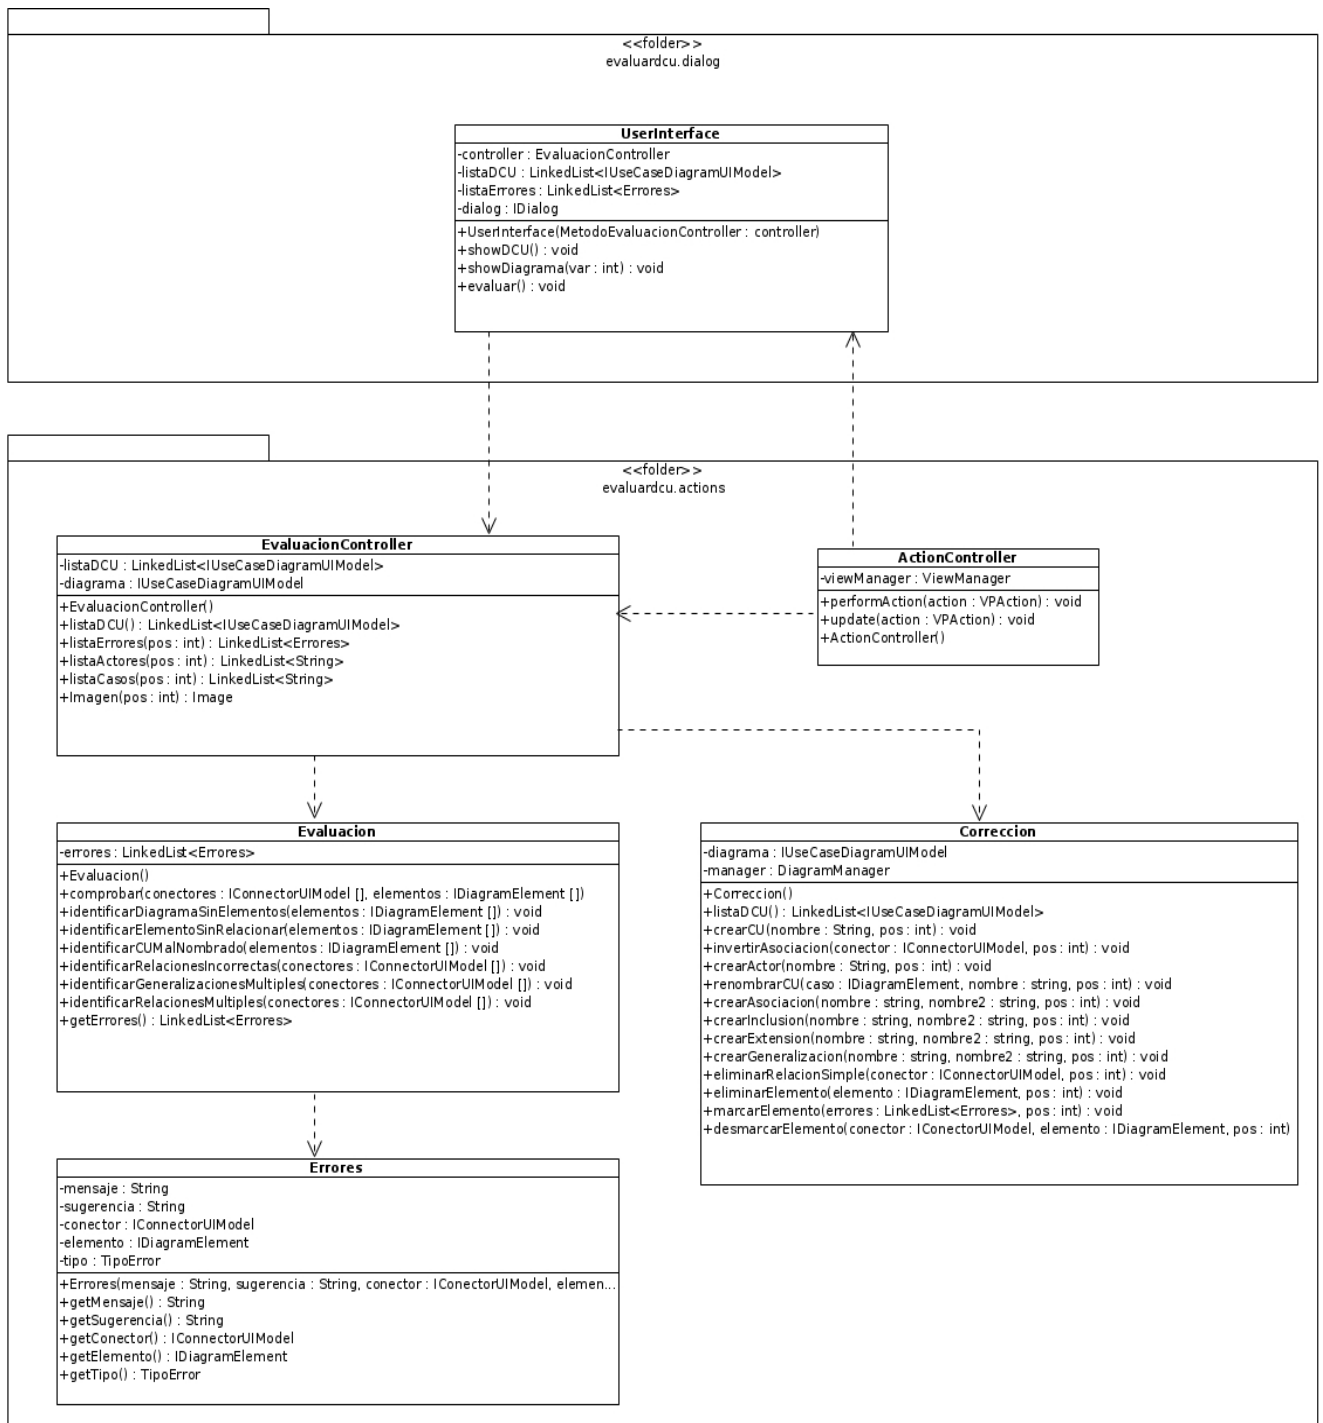 <<folder>>
evaluardcu.dialog
UserInterface
-controller : EvaluacionController
-listaDCU : LinkedList<IUseCaseDiagramUIModel>
-listaErrores : LinkedList<Errores>
-dialog : IDialog
+UserInterface(MetodoEvaluacionController : controller)
+showDCU() : void
+showDiagrama(var : int) : void
+evaluar() : void
<<folder>>
evaluardcu.actions
EvaluacionController
-listaDCU : LinkedList<IUseCaseDiagramUIModel>
-diagrama : IUseCaseDiagramUIModel
+EvaluacionController()
+listaDCU() : LinkedList<IUseCaseDiagramUIModel>
+listaErrores(pos : int) : LinkedList<Errores>
+listaActores(pos : int) : LinkedList<String>
+listaCasos(pos : int) : LinkedList<String>
+Imagen(pos : int) : Image
ActionController
-viewManager : ViewManager
+performAction(action : VPAction) : void
+update(action : VPAction) : void
+ActionController()
Evaluacion
-errores : LinkedList<Errores>
+Evaluacion()
+comprobar(conectores : IConnectorUIModel [], elementos : IDiagramElement [])
+identificarDiagramaSinElementos(elementos : IDiagramElement []) : void
+identificarElementoSinRelacionar(elementos : IDiagramElement []) : void
+identificarCUMalNombrado(elementos : IDiagramElement []) : void
+identificarRelacionesIncorrectas(conectores : IConnectorUIModel []) : void
+identificarGeneralizacionesMultiples(conectores : IConnectorUIModel []) : void
+identificarRelacionesMultiples(conectores : IConnectorUIModel []) : void
+getErrores() : LinkedList<Errores>
Correccion
-diagrama : IUseCaseDiagramUIModel
-manager : DiagramManager
+Correccion()
+listaDCU() : LinkedList<IUseCaseDiagramUIModel>
+crearCU(nombre : String, pos : int) : void
+invertirAsociacion(conector : IConnectorUIModel, pos : int) : void
+crearActor(nombre : String, pos : int) : void
+renombrarCU(caso : IDiagramElement, nombre : string, pos : int) : void
+crearAsociacion(nombre : string, nombre2 : string, pos : int) : void
+crearInclusion(nombre : string, nombre2 : string, pos : int) : void
+crearExtension(nombre : string, nombre2 : string, pos : int) : void
+crearGeneralizacion(nombre : string, nombre2 : string, pos : int) : void
+eliminarRelacionSimple(conector : IConnectorUIModel, pos : int) : void
+eliminarElemento(elemento : IDiagramElement, pos : int) : void
+marcarElemento(errores : LinkedList<Errores>, pos : int) : void
+desmarcarElemento(conector : IConectorUIModel, elemento : IDiagramElement, pos : int)
Errores
-mensaje : String
-sugerencia : String
-conector : IConnectorUIModel
-elemento : IDiagramElement
-tipo : TipoError
+Errores(mensaje : String, sugerencia : String, conector : IConectorUIModel, elemen...
+getMensaje() : String
+getSugerencia() : String
+getConector() : IConnectorUIModel
+getElemento() : IDiagramElement
+getTipo() : TipoError